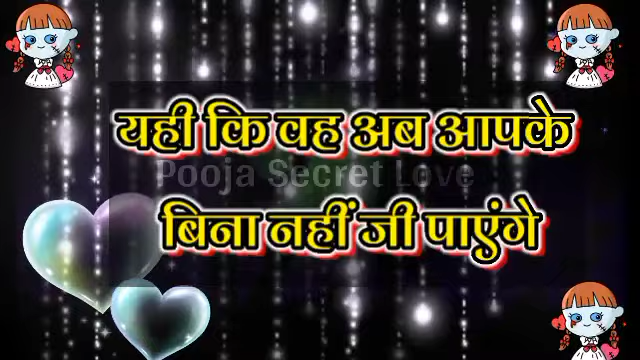 यही कि वह अब आपके
Pooja Secret Love
बिना नहीं जी पाएंगे